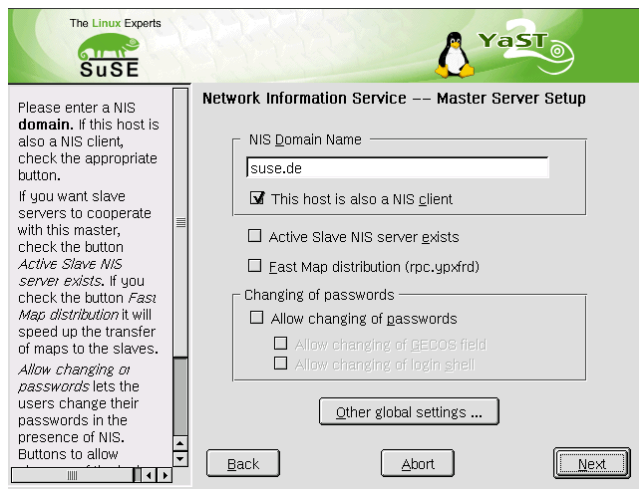 The Linux Experts
SuSE
YaST
2
Please enter a NIS
domain. If this host is
also a NIS client,
check the appropriate
button.
If you want slave
servers to cooperate
with this master,
check the button
Active Slave NIS
server exists. If you
check the button Fast
Map distribution it will
speed up the transfer
of maps to the slaves.
Allow changing of
passwords lets the
users change their
passwords in the
presence of NIS.
Buttons to allow
Network Information Service -- Master Server Setup
NIS Domain Name
suse.de
This host is also a NIS client
Active Slave NIS server exists
Fast Map distribution (rpc.ypxfrd)
Changing of passwords
Allow changing of passwords
Allow changing of GECOS field
Allow changing of login shell
Other global settings ...
Back
Abort
Next